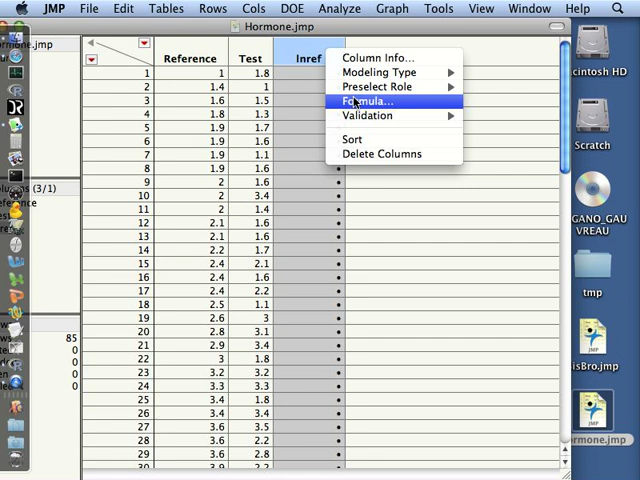 JMP File Edit Tables Rows Cols DOE Analyze Graph Tools View Window Help
Hormone.jmp
rmone.jmp
Reference Test lnref
Column Info...
Modeling Type
Preselect Role
Formula...
Validation
Sort
Delete Columns
1 1 1.8
2 1.4 1
3 1.6 1.5
4 1.8 1.3
5 1.9 1.7
6 1.9 1.6
7 1.9 1.1
8 1.9 1.6
9 2 1.6
10 2 3.4
11 2 1.4
12 2.1 1.6
13 2.1 1.6
14 2.2 1.7
15 2.4 2.1
16 2.4 1.6
17 2.4 2.2
18 2.5 1.1
19 2.6 3
20 2.8 3.1
21 2.9 3.4
22 3 1.8
23 3.2 3.2
24 3.3 3.3
25 3.4 1.8
26 3.4 3.4
27 3.6 3.5
28 3.6 2.2
29 3.6 2.8
30 3.9 2.2
umns (3/1)
ference
85
0
0
0
cintosh HD
Scratch
GANO_GAU
VREAU
tmp
JMP
isBro.jmp
JMP
ormone.jmp